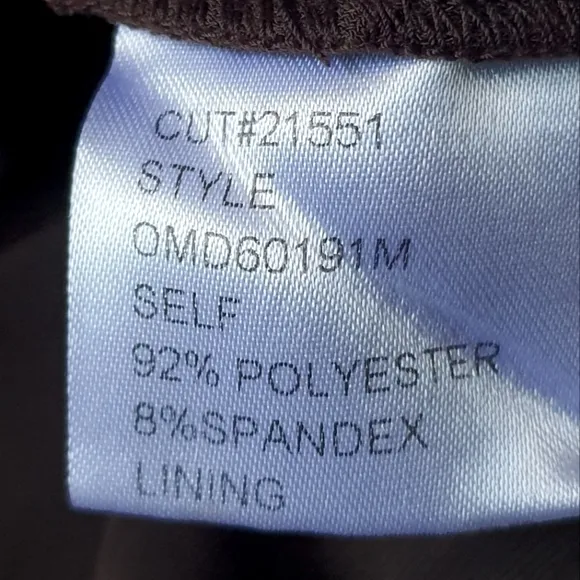 CUT#21551
STYLE
OMD60191M
SELF
92% POLYESTER
8%SPANDEX
LINING